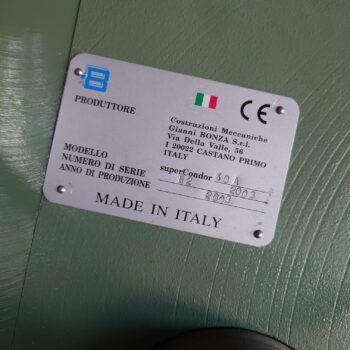 B
CE
PRODUTTORE
Costruzioni Meccaniche
Gianni BONZA S.r.l.
Via Della Valle, 56
I 20022 CASTANO PRIMO
ITALY
MODELLO superCondor
NUMERO DI SERIE 2003
ANNO DI PRODUZIONE 2003
MADE IN ITALY